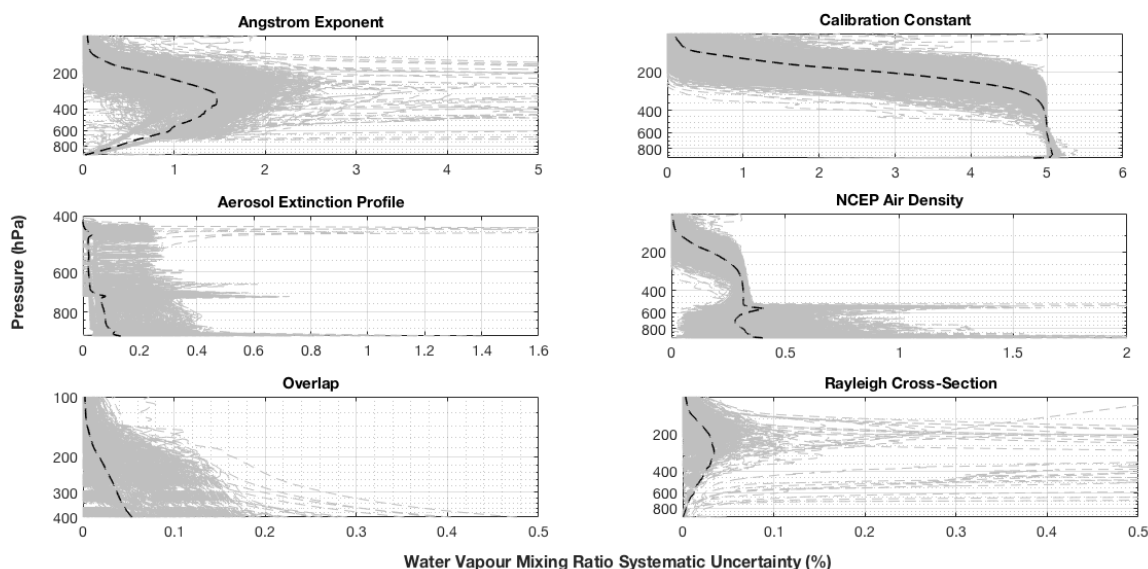 Angstrom Exponent
200
400
600
800
0 1 2 3 4 5
Calibration Constant
200
400
600
800
0 1 2 3 4 5 6
Pressure (hPa)
Aerosol Extinction Profile
400
600
800
0 0.2 0.4 0.6 0.8 1 1.2 1.4 1.6
NCEP Air Density
200
400
600
800
0 0.5 1 1.5 2
Overlap
100
200
300
400
0 0.1 0.2 0.3 0.4 0.5
Rayleigh Cross-Section
200
400
600
800
0 0.1 0.2 0.3 0.4 0.5
Water Vapour Mixing Ratio Systematic Uncertainty (%)